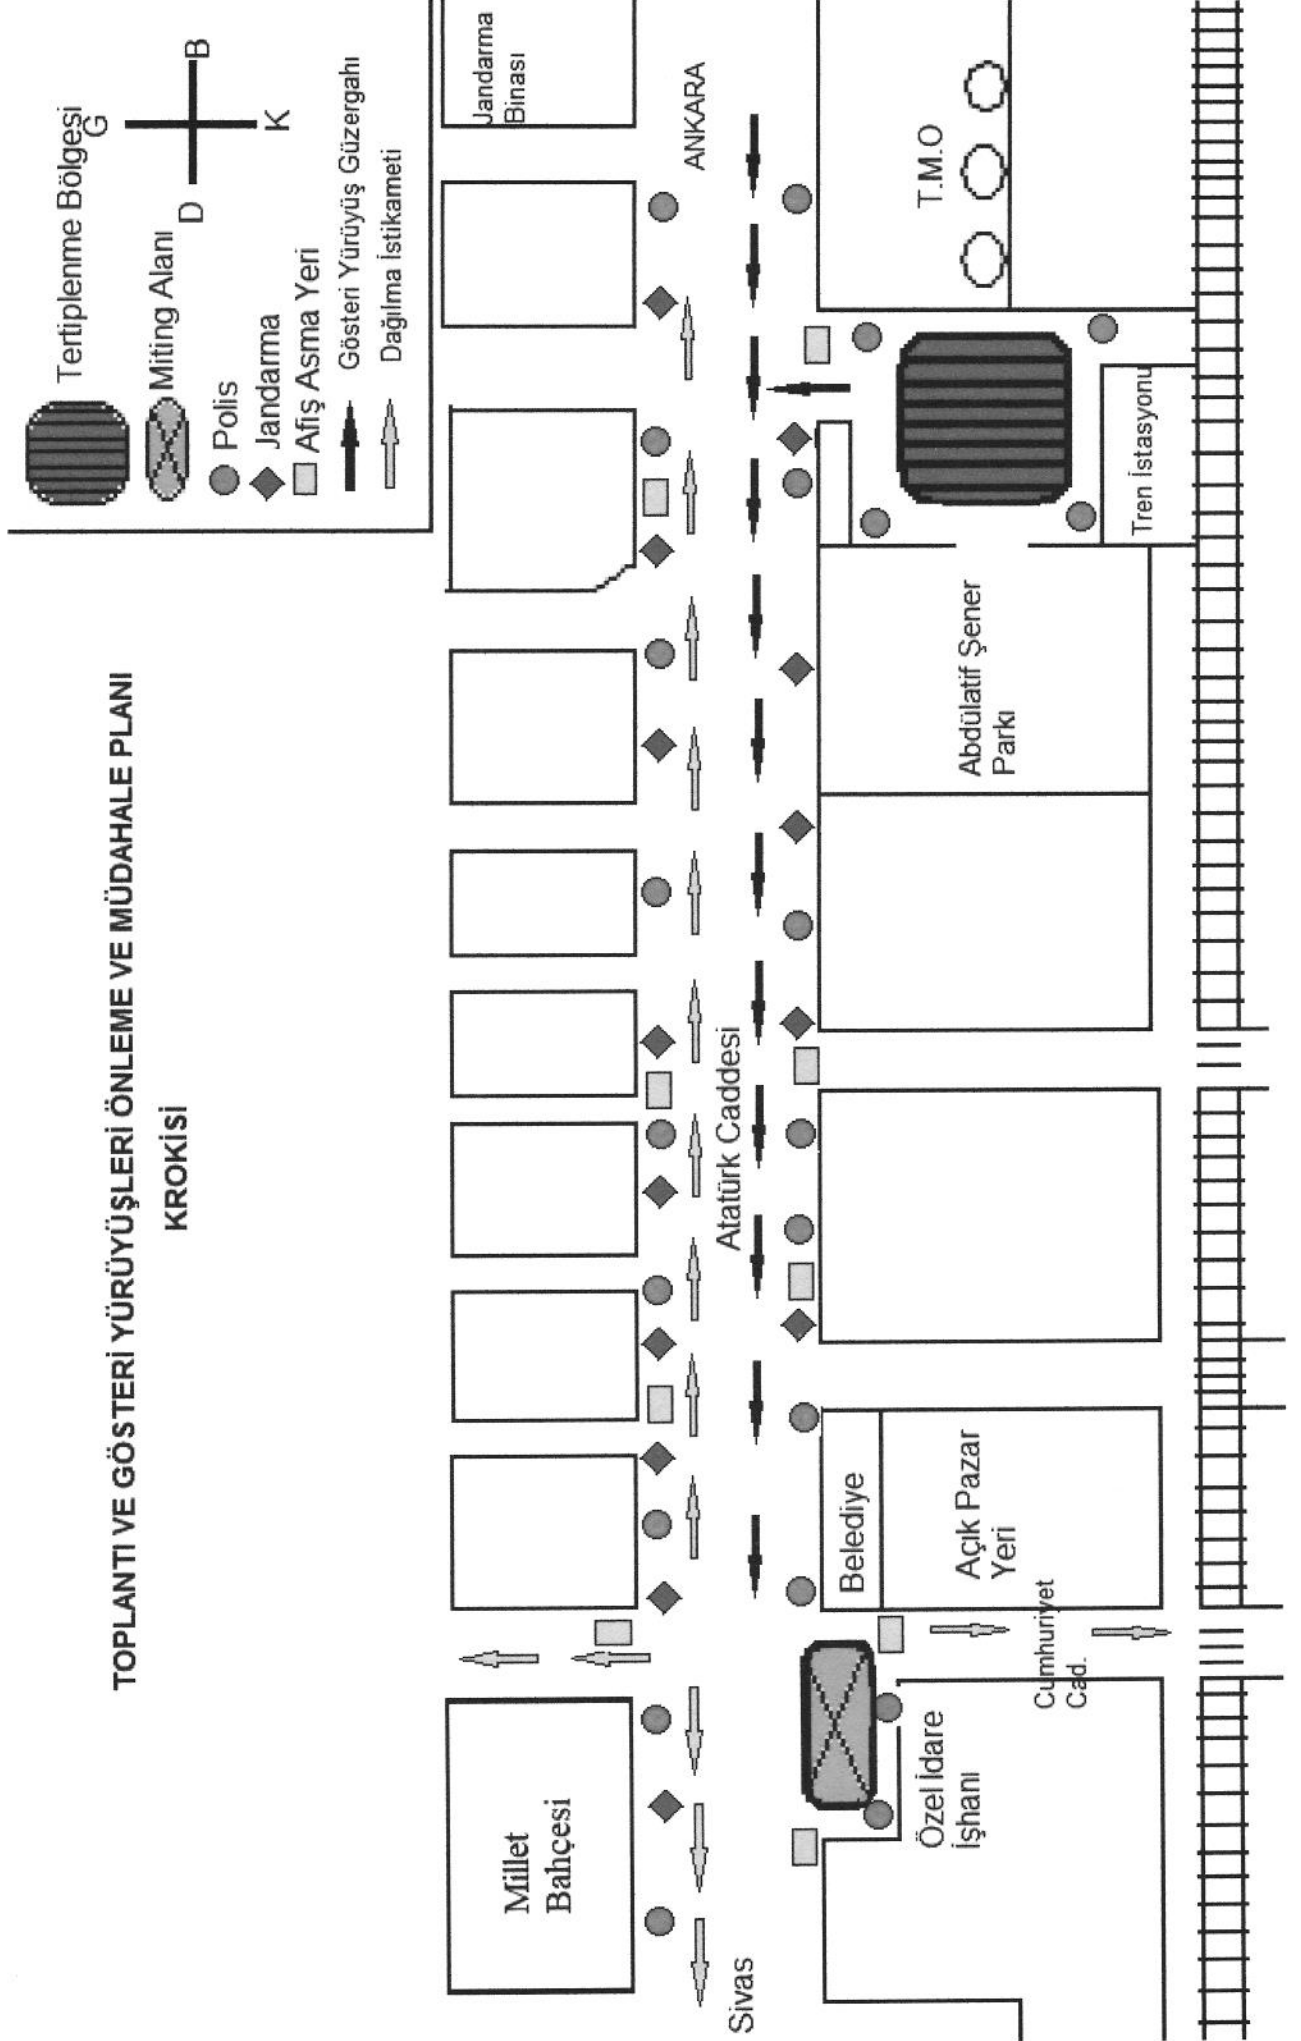 TOPLANTI VE GÖSTERİ YÜRÜYÜŞLERİ ÖNLEME VE MÜDAHALE PLANI
KROKİSİ
Tertiplenme Bölgesi
Miting Alanı
Polis
Jandarma
Afiş Asma Yeri
Gösteri Yürüyüş Güzergahı
Dağılma İstikameti
G
D
B
K
Jandarma
Binası
ANKARA
Atatürk Caddesi
Sivas
Millet
Bahçesi
Özel İdare
İşhanı
Cumhuriyet
Cad.
Belediye
Açık Pazar
Yeri
Abdülatif Şener
Parkı
Tren İstasyonu
T.M.O